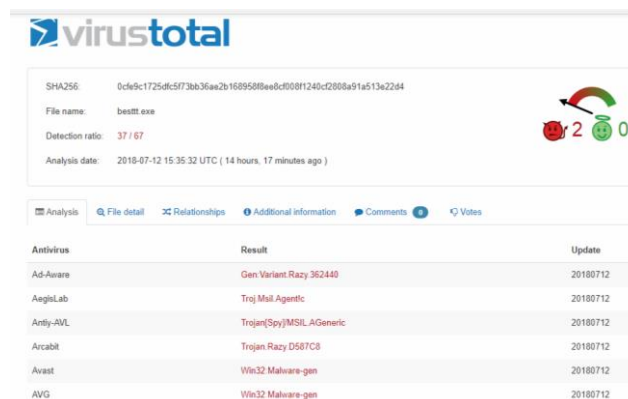 virustotal
SHA256: 0cfe9c1725dfc5f73bb36ae2b168958f8ee8cf008f1240cf2808a91a513e22d4
File name: besttt.exe
Detection ratio: 37 / 67
2 0
Analysis date: 2018-07-12 15:35:32 UTC ( 14 hours, 17 minutes ago )
Analysis File detail Relationships Additional information Comments 6 Votes
Antivirus Result Update
Ad-Aware Gen:Variant.Razy.362440 20180712
AegisLab Troj.Msil.Agent!c 20180712
Antiy-AVL Trojan[Spy]/MSIL.AGeneric 20180712
Arcabit Trojan.Razy.D587C8 20180712
Avast Win32:Malware-gen 20180712
AVG Win32:Malware-gen 20180712